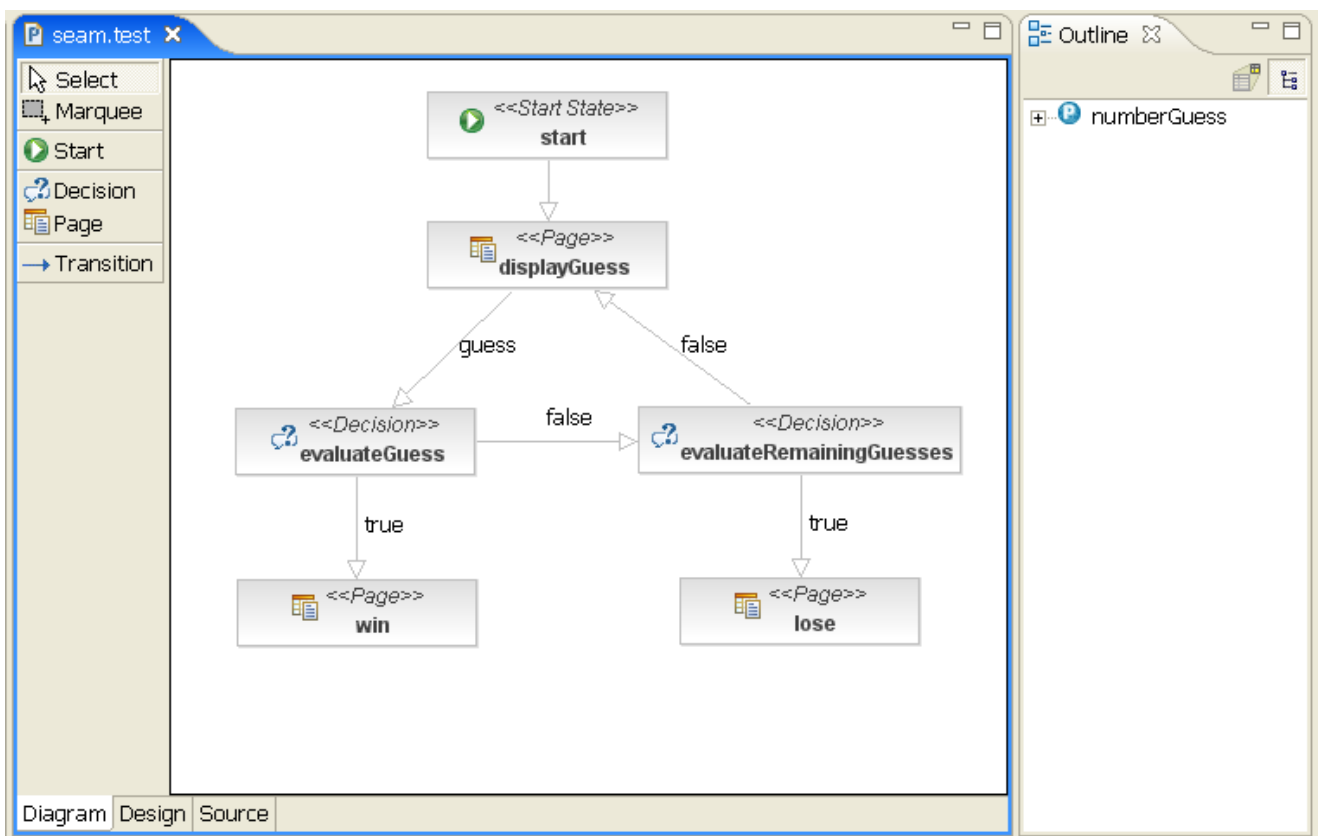 seam.test
Outline
Select
Marquee
Start
Decision
Page
Transition
<<Start State>>
start
<<Page>>
displayGuess
guess
false
<<Decision>>
evaluateGuess
false
<<Decision>>
evaluateRemainingGuesses
true
true
<<Page>>
win
<<Page>>
lose
numberGuess
Diagram Design Source